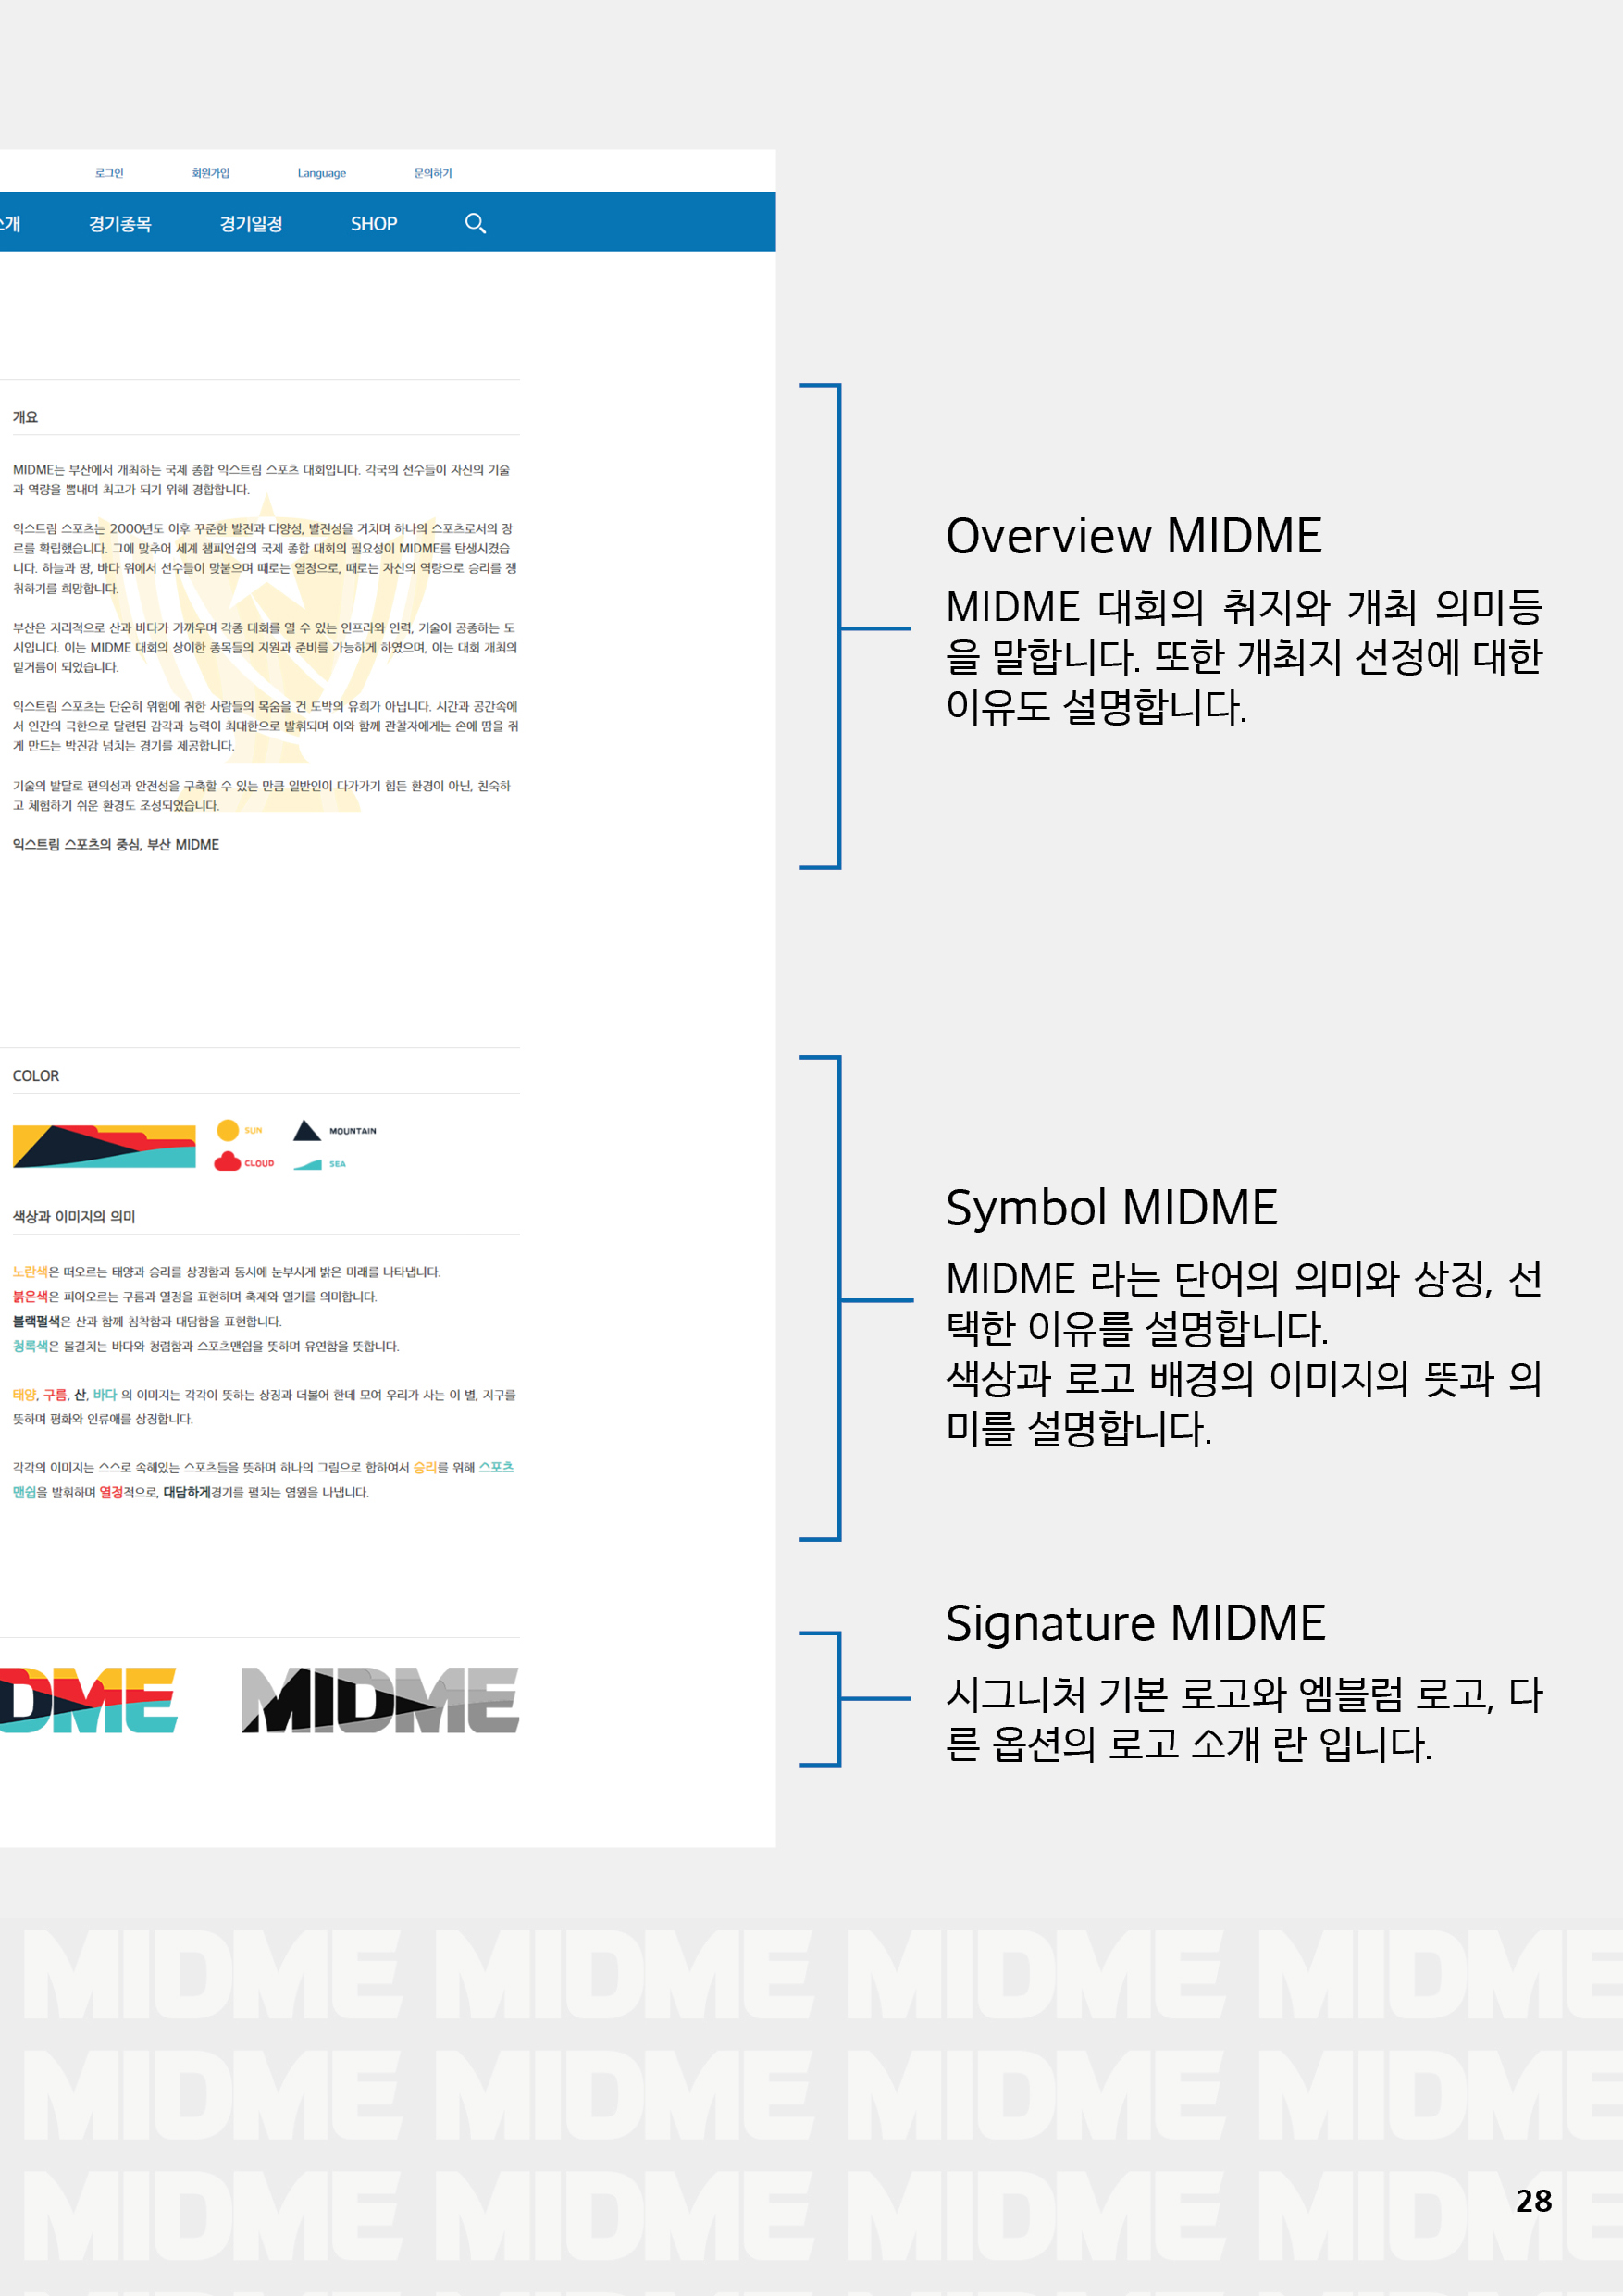 로그인 회원가입 Language 문의하기
소개 경기종목 경기일정 SHOP
개요
MIDME는 부산에서 개최하는 국제 종합 익스트림 스포츠 대회입니다. 각국의 선수들이 자신의 기술
과 역량을 뽐내며 최고가 되기 위해 경합합니다.
익스트림 스포츠는 2000년도 이후 꾸준한 발전과 다양성, 발전성을 거치며 하나의 스포츠로서의 장
르를 확립했습니다. 그에 맞추어 세계 챔피언쉽의 국제 종합 대회의 필요성이 MIDME를 탄생시켰습
니다. 하늘과 땅, 바다 위에서 선수들이 맞붙으며 때로는 열정으로, 때로는 자신의 역량으로 승리를 쟁
취하기를 희망합니다.
부산은 지리적으로 산과 바다가 가까우며 각종 대회를 열 수 있는 인프라와 인력, 기술이 공종하는 도
시입니다. 이는 MIDME 대회의 상이한 종목들의 지원과 준비를 가능하게 하였으며, 이는 대회 개최의
밑거름이 되었습니다.
익스트림 스포츠는 단순히 위험에 취한 사람들의 목숨을 건 도박의 유희가 아닙니다. 시간과 공간속에
서 인간의 극한으로 달련된 감각과 능력이 최대한으로 발휘되며 이와 함께 관찰자에게는 손에 땀을 쥐
게 만드는 박진감 넘치는 경기를 제공합니다.
기술의 발달로 편의성과 안전성을 구축할 수 있는 만큼 일반인이 다가가기 힘든 환경이 아닌, 친숙하
고 체험하기 쉬운 환경도 조성되었습니다.
익스트림 스포츠의 중심, 부산 MIDME
Overview MIDME
MIDME 대회의 취지와 개최 의미등
을 말합니다. 또한 개최지 선정에 대한
이유도 설명합니다.
COLOR
SUN MOUNTAIN
CLOUD SEA
색상과 이미지의 의미
노란색은 떠오르는 태양과 승리를 상징함과 동시에 눈부시게 밝은 미래를 나타냅니다.
붉은색은 피어오르는 구름과 열정을 표현하며 축제와 열기를 의미합니다.
블랙펄색은 산과 함께 침착함과 대담함을 표현합니다.
청록색은 물결치는 바다와 청렴함과 스포츠맨쉽을 뜻하며 유연함을 뜻합니다.
태양, 구름, 산, 바다 의 이미지는 각각이 뜻하는 상징과 더불어 한데 모여 우리가 사는 이 별, 지구를
뜻하며 평화와 인류애를 상징합니다.
각각의 이미지는 스스로 속해있는 스포츠들을 뜻하며 하나의 그림으로 합하여서 승리를 위해 스포츠
맨쉽을 발휘하며 열정적으로, 대담하게경기를 펼치는 염원을 나냅니다.
Symbol MIDME
MIDME 라는 단어의 의미와 상징, 선
택한 이유를 설명합니다.
색상과 로고 배경의 이미지의 뜻과 의
미를 설명합니다.
DME MIDME
Signature MIDME
시그니처 기본 로고와 엠블럼 로고, 다
른 옵션의 로고 소개 란 입니다.
MIDME MIDME MIDME MIDME
MIDME MIDME MIDME MIDME
MIDME MIDME MIDME MIDME
28